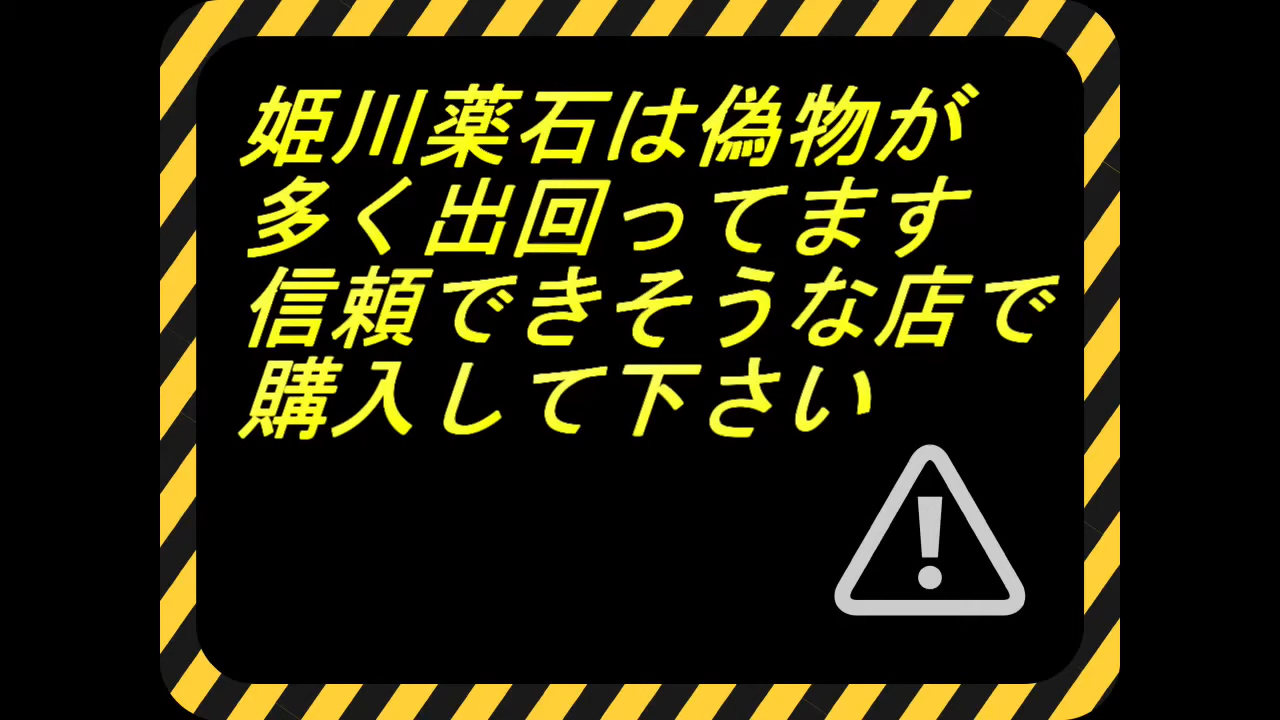 姫川薬石は偽物が
多く出回ってます
信頼できそうな店で
購入して下さい